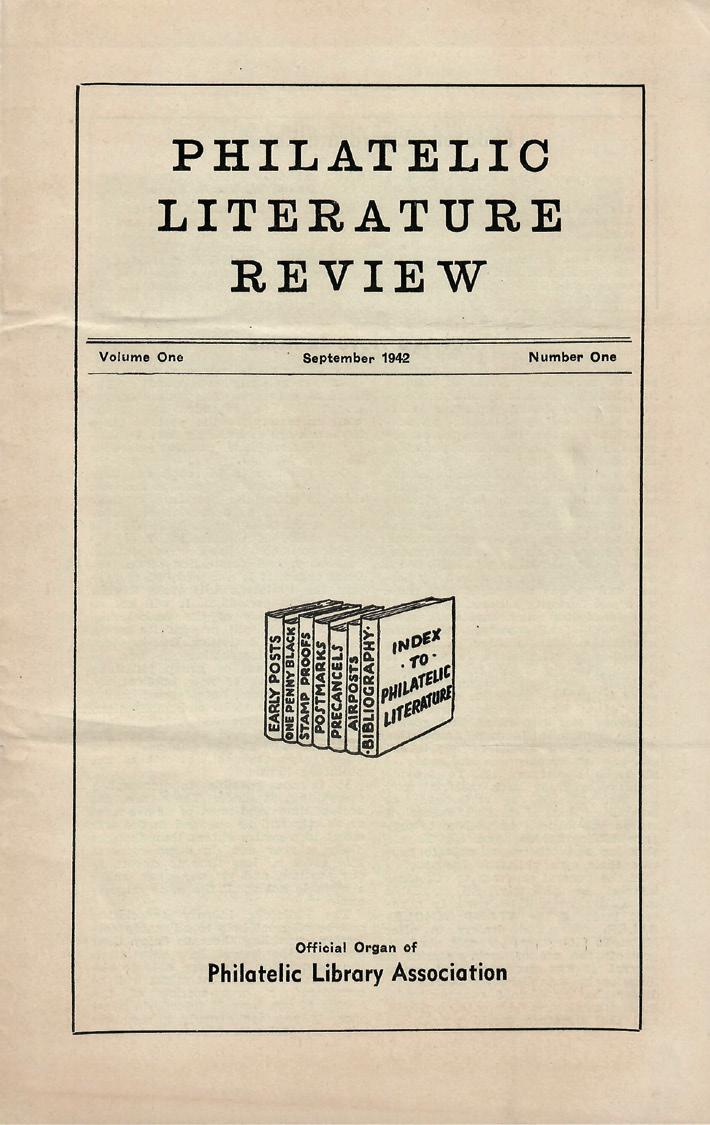 PHILATELIC
LITERATURE
REVIEW
Volume One September 1942 Number One
EARLY POSTS
ONE PENNY BLACK
STAMP PROOFS
POSTMARKS
PRECANCELS
AIRPOSTS
·BIBLIOGRAPHY·
INDEX
· TO ·
PHILATELIC
LITERATURE
Official Organ of
Philatelic Library Association